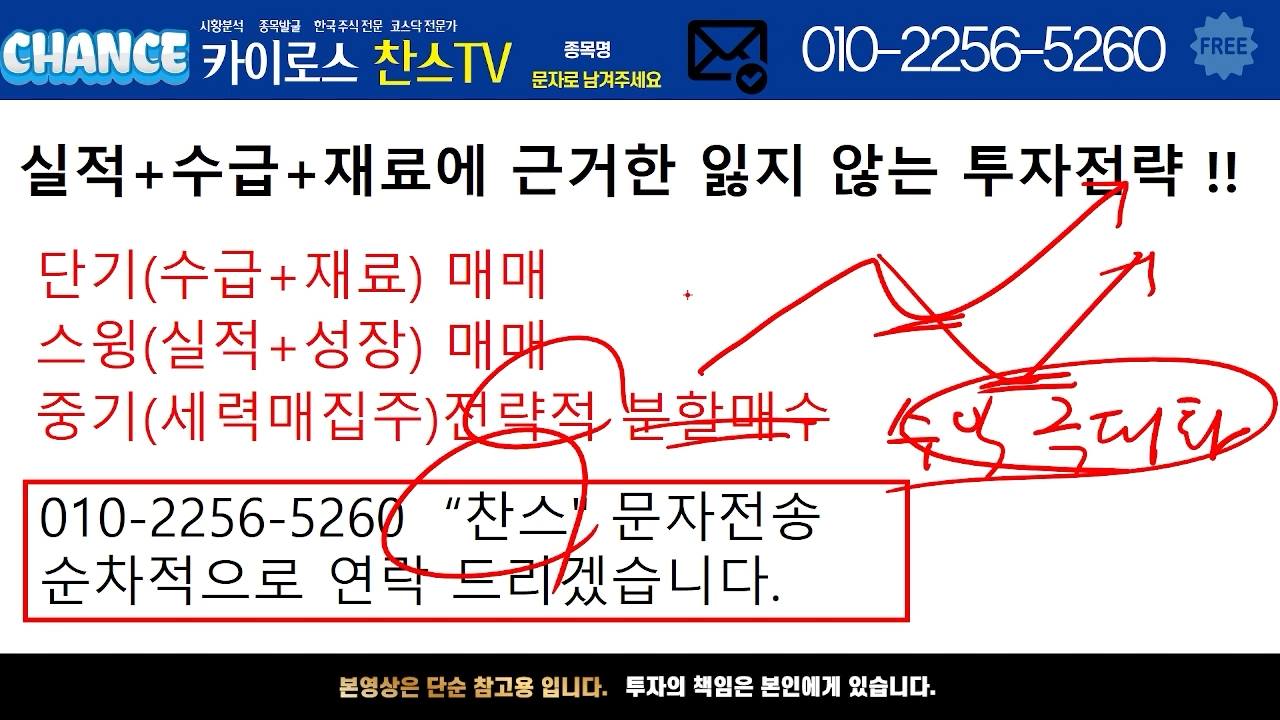 CHANCE
시황분석 종목발굴 한국 주식 전문 코스닥 전문가
카이로스 찬스TV
종목명
문자로 남겨주세요
010-2256-5260
FREE
실적+수급+재료에 근거한 잃지 않는 투자전략 !!
단기(수급+재료) 매매
스윙(실적+성장) 매매
중기(세력매집주)전략적 분할매수
수익 극대화
010-2256-5260 “찬스" 문자전송
순차적으로 연락 드리겠습니다.
본영상은 단순 참고용 입니다. 투자의 책임은 본인에게 있습니다.